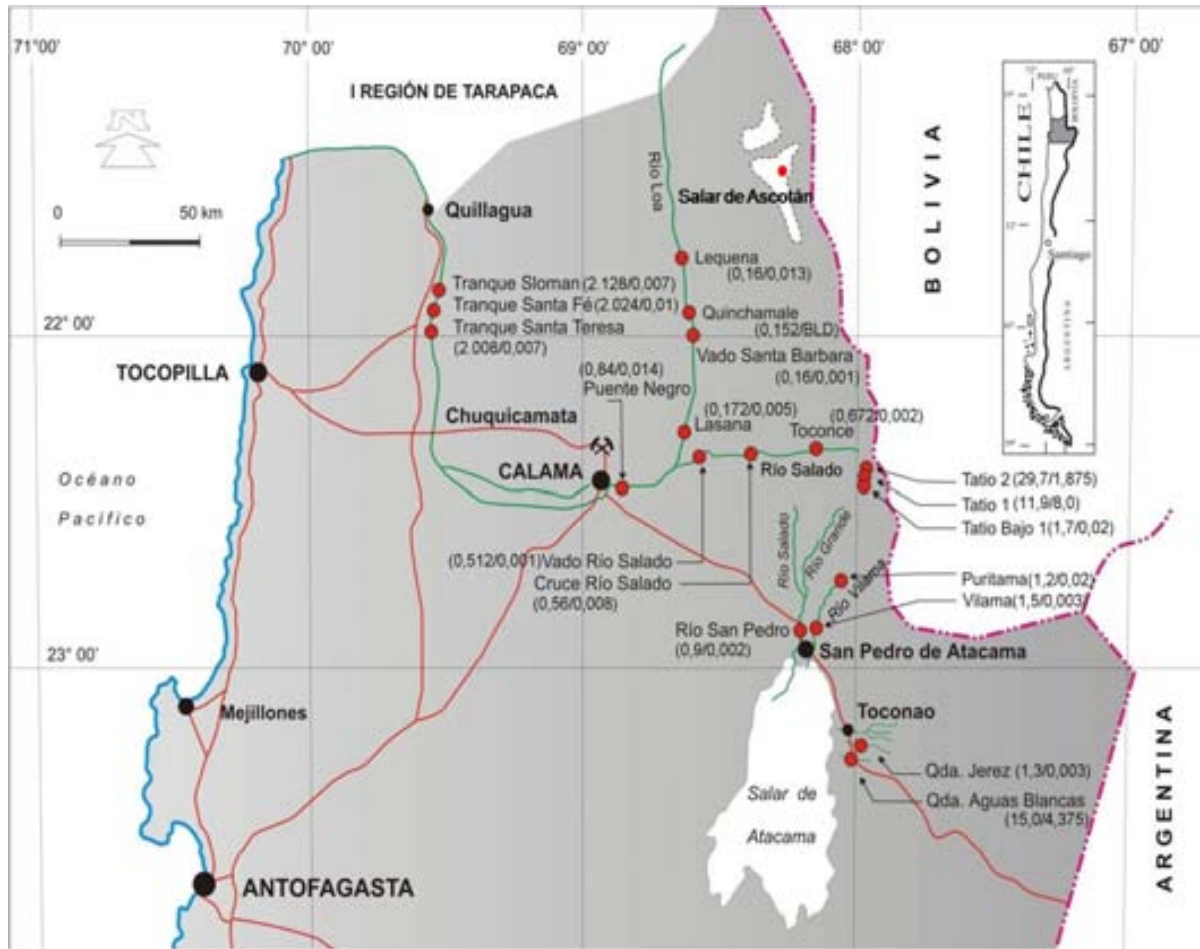 71° 00'
70° 00'
69° 00'
68° 00'
67° 00'
I REGIÓN DE TARAPACA
N
0 50 km
Río Loa
Salar de Ascotán
BOLIVIA
CHILE
PERU
BOLIVIA
Santiago
ARGENTINA
Quillagua
Lequena
(0,16/0,013)
Tranque Sloman (2.128/0,007)
Tranque Santa Fé (2.024/0,01)
Tranque Santa Teresa
(2.008/0,007)
Quinchamale
(0,152/BLD)
22° 00'
Vado Santa Barbara
(0,16/0,001)
TOCOPILLA
(0,84/0,014)
Puente Negro
Chuquicamata
(0,172/0,005)
Lasana
(0,672/0,002)
Toconce
CALAMA
Río Salado
Océano
Pacífico
Tatio 2 (29,7/1,875)
Tatio 1 (11,9/8,0)
Tatio Bajo 1 (1,7/0,02)
(0,512/0,001) Vado Río Salado
Cruce Río Salado
(0,56/0,008)
Río Salado
Río Grande
Río Vilama
Puritama (1,2/0,02)
Vilama (1,5/0,003)
Río San Pedro
(0,9/0,002)
San Pedro de Atacama
23° 00'
Mejillones
Toconao
Qda. Jerez (1,3/0,003)
Qda. Aguas Blancas
(15,0/4,375)
Salar de
Atacama
ARGENTINA
ANTOFAGASTA